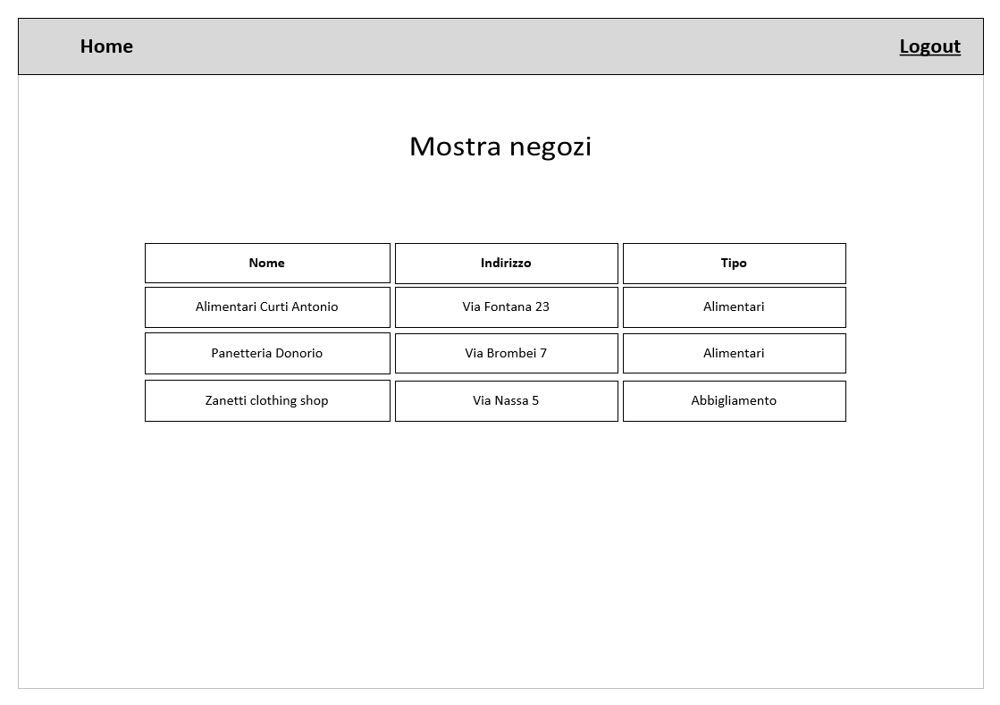 Home Logout
Mostra negozi
Nome Indirizzo Tipo
Alimentari Curti Antonio Via Fontana 23 Alimentari
Panetteria Donorio Via Brombei 7 Alimentari
Zanetti clothing shop Via Nassa 5 Abbigliamento